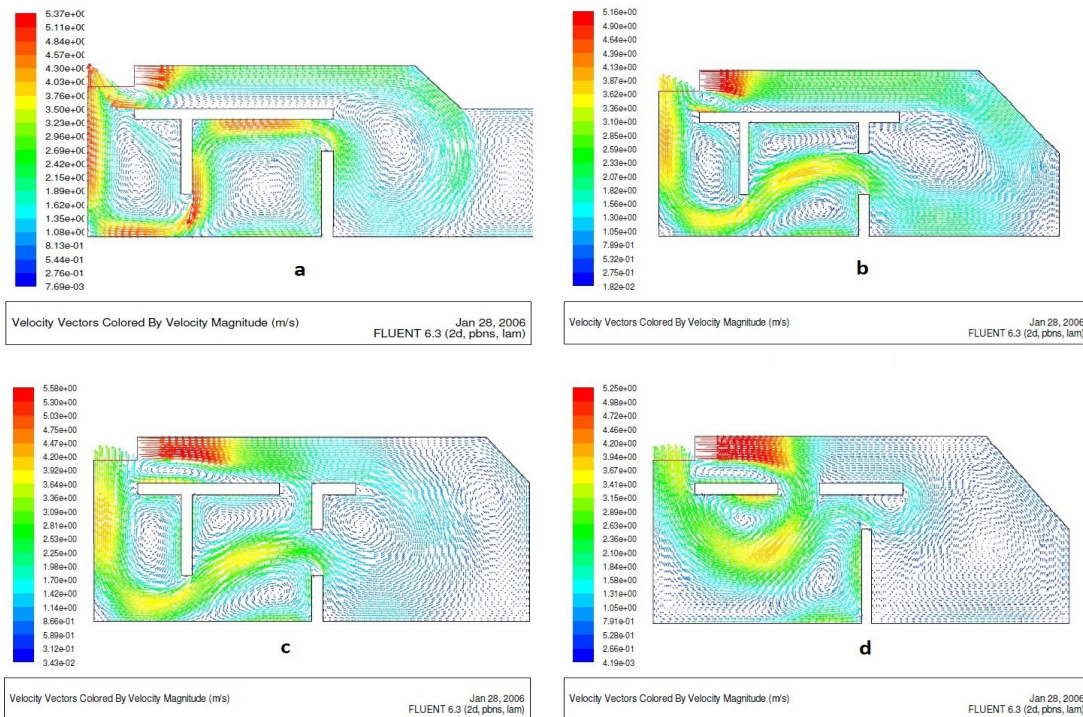 5.37e+00
5.11e+00
4.84e+00
4.57e+00
4.30e+00
4.03e+00
3.76e+00
3.50e+00
3.23e+00
2.96e+00
2.69e+00
2.42e+00
2.15e+00
1.89e+00
1.62e+00
1.35e+00
1.08e+00
8.13e-01
5.44e-01
2.76e-01
7.69e-03
a
Velocity Vectors Colored By Velocity Magnitude (m/s)
Jan 28, 2006
FLUENT 6.3 (2d, pbns, lam)
5.16e+00
4.90e+00
4.64e+00
4.39e+00
4.13e+00
3.87e+00
3.62e+00
3.36e+00
3.10e+00
2.85e+00
2.59e+00
2.33e+00
2.07e+00
1.82e+00
1.56e+00
1.30e+00
1.05e+00
7.89e-01
5.32e-01
2.75e-01
1.82e-02
b
Velocity Vectors Colored By Velocity Magnitude (m/s)
Jan 28, 2006
FLUENT 6.3 (2d, pbns, lam)
5.58e+00
5.30e+00
5.03e+00
4.75e+00
4.47e+00
4.20e+00
3.92e+00
3.64e+00
3.36e+00
3.09e+00
2.81e+00
2.53e+00
2.25e+00
1.98e+00
1.70e+00
1.42e+00
1.14e+00
8.66e-01
5.89e-01
3.12e-01
3.43e-02
c
Velocity Vectors Colored By Velocity Magnitude (m/s)
Jan 28, 2006
FLUENT 6.3 (2d, pbns, lam)
5.25e+00
4.98e+00
4.72e+00
4.46e+00
4.20e+00
3.94e+00
3.67e+00
3.41e+00
3.15e+00
2.89e+00
2.63e+00
2.36e+00
2.10e+00
1.84e+00
1.58e+00
1.31e+00
1.05e+00
7.91e-01
5.28e-01
2.66e-01
4.19e-03
d
Velocity Vectors Colored By Velocity Magnitude (m/s)
Jan 28, 2006
FLUENT 6.3 (2d, pbns, lam)